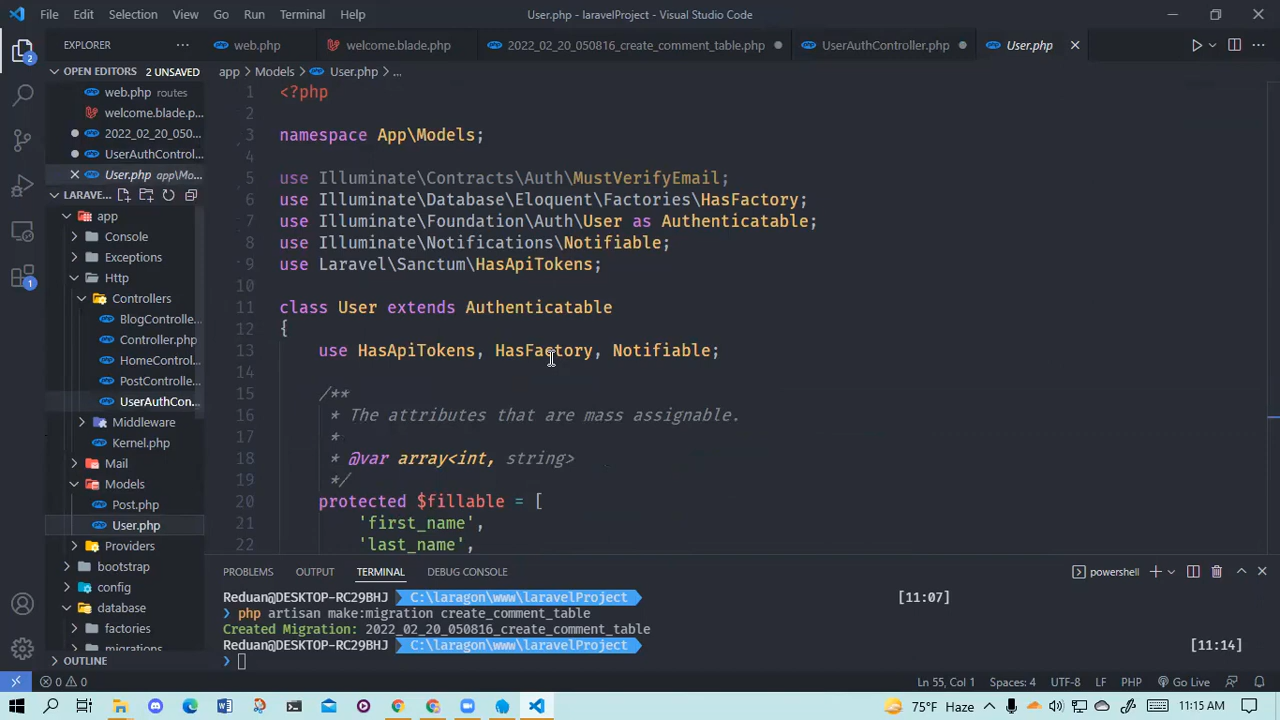 File Edit Selection View Go Run Terminal Help
User.php - laravelProject - Visual Studio Code
EXPLORER
web.php
welcome.blade.php
2022_02_20_050816_create_comment_table.php
UserAuthController.php
User.php
OPEN EDITORS 2 UNSAVED
web.php routes
welcome.blade.p...
2022_02_20_050...
UserAuthControl...
User.php app\Mo...
LARAVE...
app
Console
Exceptions
Http
Controllers
BlogControlle...
Controller.php
HomeControl...
PostControlle...
UserAuthCon...
Middleware
Kernel.php
Mail
Models
Post.php
User.php
Providers
bootstrap
config
database
factories
migrations
OUTLINE
app > Models > User.php > ...
1 <?php
2
3 namespace App\Models;
4
5 use Illuminate\Contracts\Auth\MustVerifyEmail;
6 use Illuminate\Database\Eloquent\Factories\HasFactory;
7 use Illuminate\Foundation\Auth\User as Authenticatable;
8 use Illuminate\Notifications\Notifiable;
9 use Laravel\Sanctum\HasApiTokens;
10
11 class User extends Authenticatable
12 {
13 use HasApiTokens, HasFactory, Notifiable;
14
15 /**
16 * The attributes that are mass assignable.
17 *
18 * @var array<int, string>
19 */
20 protected $fillable = [
21 'first_name',
22 'last_name',
PROBLEMS OUTPUT TERMINAL DEBUG CONSOLE
powershell
Reduan@DESKTOP-RC29BHJ C:\laragon\www\laravelProject [11:07]
❯ php artisan make:migration create_comment_table
Created Migration: 2022_02_20_050816_create_comment_table
Reduan@DESKTOP-RC29BHJ C:\laragon\www\laravelProject [11:14]
❯
0 0
Ln 55, Col 1 Spaces: 4 UTF-8 LF PHP Go Live
2
1
75°F Haze
11:15 AM